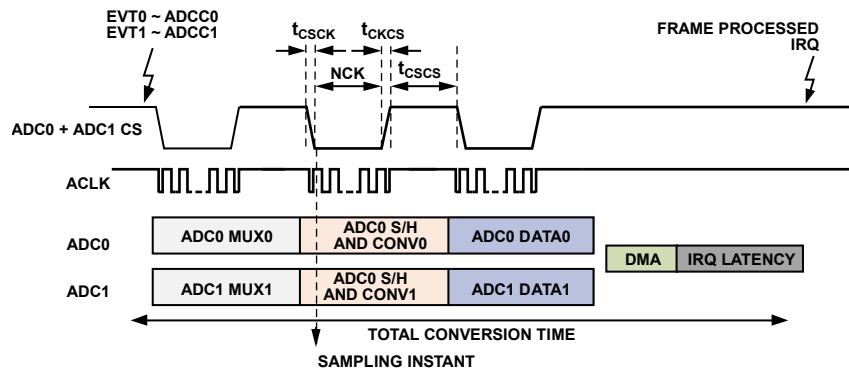 EVT0 ~ ADCC0
EVT1 ~ ADCC1
tCSCK
tCKCS
FRAME PROCESSED
IRQ
NCK
tCSCS
ADC0 + ADC1 CS
ACLK
ADC0
ADC0 MUX0
ADC0 S/H
AND CONV0
ADC0 DATA0
DMA
IRQ LATENCY
ADC1
ADC1 MUX1
ADC0 S/H
AND CONV1
ADC1 DATA1
TOTAL CONVERSION TIME
SAMPLING INSTANT